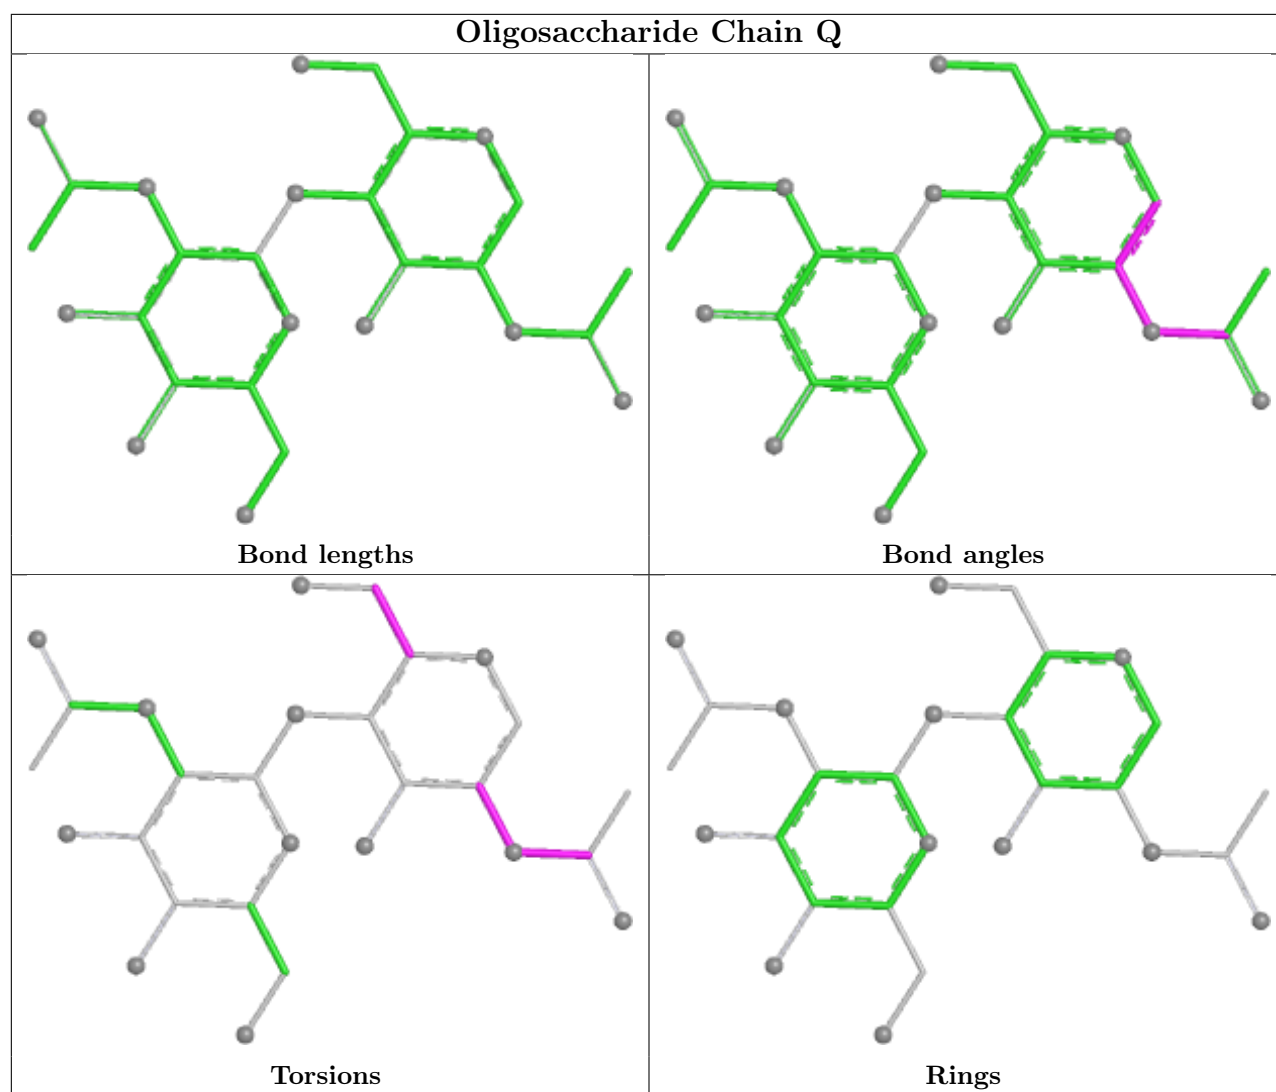 Oligosaccharide Chain Q
Bond lengths
Bond angles
Torsions
Rings